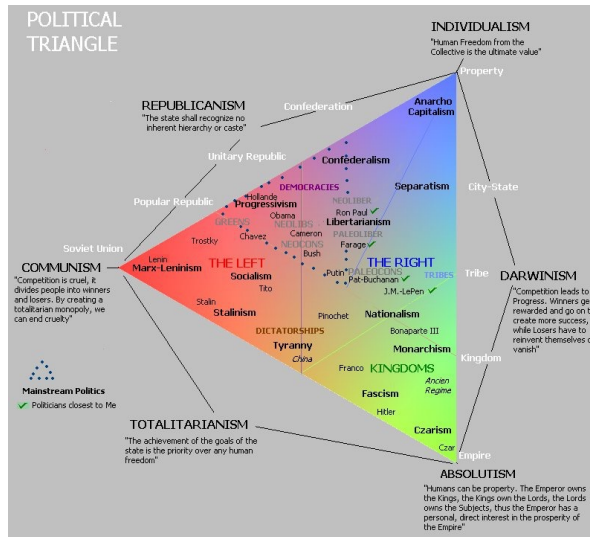 POLITICAL
TRIANGLE
INDIVIDUALISM
"Human Freedom from the
Collective is the ultimate value"
Property
REPUBLICANISM
"The state shall recognize no
inherent hierarchy or caste"
Confederation
Anarcho
Capitalism
Unitary Republic
Confederalism
DEMOCRACIES
Separatism
City-State
Popular Republic
Hollande
Progressivism
NEOLIBER
Obama
Ron Paul
GREENS
NEOLIBS
Libertarianism
Cameron
PALEOLIBER
Trostky
Chavez
NEOCONS
Farage
Soviet Union
Bush
Lenin
COMMUNISM
Marx-Leninism
THE LEFT
THE RIGHT
"Competition is cruel, it
divides people into winners
and losers. By creating a
totalitarian monopoly, we
can end cruelty"
Socialism
Putin
PALEOCONS
Pat-Buchanan
TRIBES
Tribe
DARWINISM
"Competition leads to
Progress. Winners ge
rewarded and go on t
create more success,
while Losers have to
reinvent themselves o
vanish"
Tito
J.M.-LePen
Stalin
Stalinism
Pinochet
Nationalism
DICTATORSHIPS
Bonaparte III
Tyranny
Monarchism
China
Kingdom
Franco
KINGDOMS
Mainstream Politics
Politicians closest to Me
Ancien
Regime
Fascism
Hitler
TOTALITARIANISM
"The achievement of the goals of the
state is the priority over any human
freedom"
Czarism
Czar
Empire
ABSOLUTISM
"Humans can be property. The Emperor owns
the Kings, the Kings own the Lords, the Lords
owns the Subjects, thus the Emperor has a
personal, direct interest in the prosperity of
the Empire"